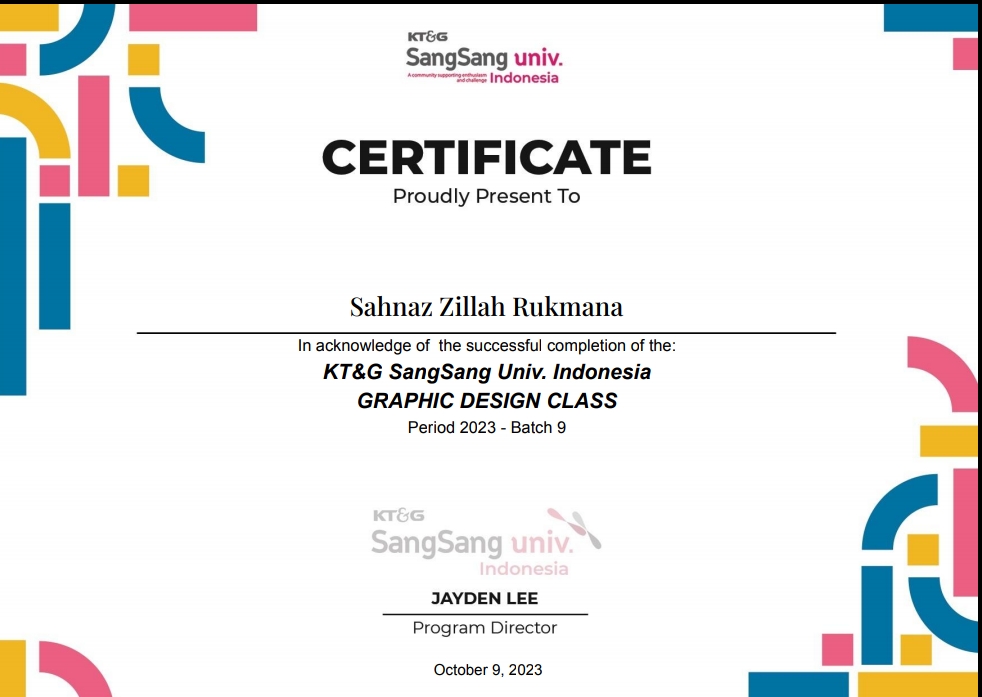 KT&G
SangSang univ.
A community supporting enthusiasm
and challenge Indonesia
CERTIFICATE
Proudly Present To
Sahnaz Zillah Rukmana
In acknowledge of the successful completion of the:
KT&G SangSang Univ. Indonesia
GRAPHIC DESIGN CLASS
Period 2023 - Batch 9
KT&G
SangSang univ.
Indonesia
JAYDEN LEE
Program Director
October 9, 2023